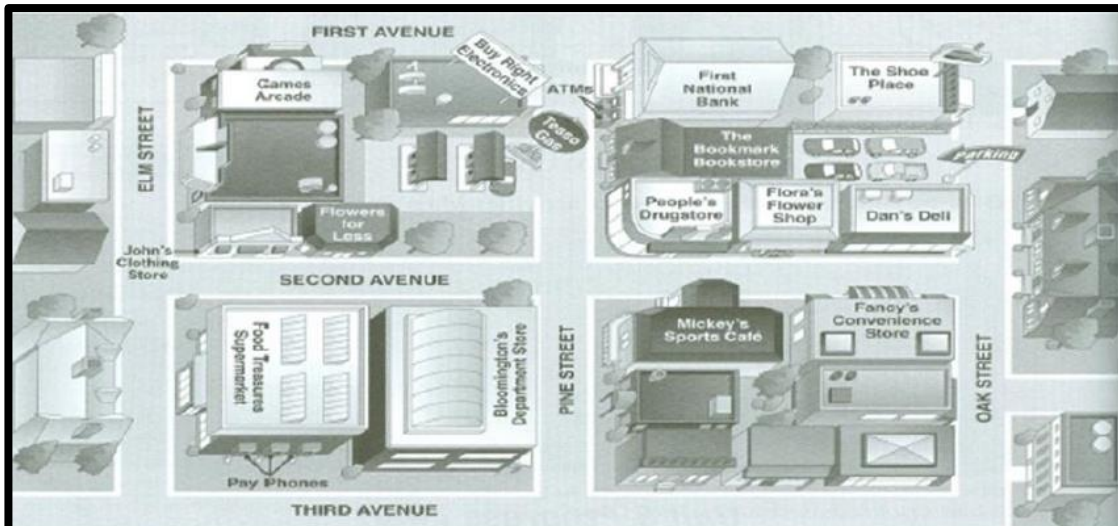 FIRST AVENUE
Games
Arcade
Buy Right
Electronics
ATMs
First
National
Bank
The Shoe
Place
ELM STREET
Texso
Gas
The
Bookmark
Bookstore
Parking
People's
Drugstore
Flora's
Flower
Shop
Dan's Deli
Flowers
for
Less
John's
Clothing
Store
SECOND AVENUE
Food Treasures
Supermarket
Bloomington's
Department Store
PINE STREET
Mickey's
Sports Café
Fancy's
Convenience
Store
OAK STREET
Pay Phones
THIRD AVENUE